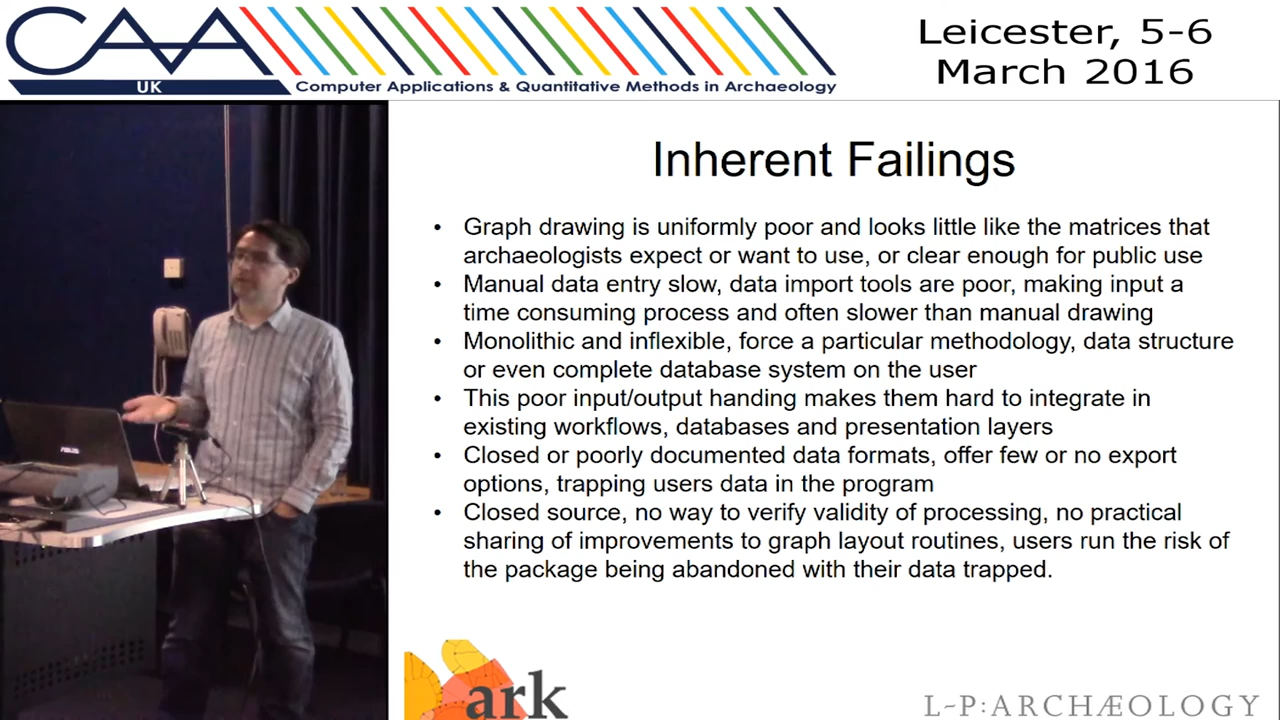 CAA
UK
Computer Applications & Quantitative Methods in Archaeology
Leicester, 5-6
March 2016
Inherent Failings
• Graph drawing is uniformly poor and looks little like the matrices that
archaeologists expect or want to use, or clear enough for public use
• Manual data entry slow, data import tools are poor, making input a
time consuming process and often slower than manual drawing
• Monolithic and inflexible, force a particular methodology, data structure
or even complete database system on the user
• This poor input/output handing makes them hard to integrate in
existing workflows, databases and presentation layers
• Closed or poorly documented data formats, offer few or no export
options, trapping users data in the program
• Closed source, no way to verify validity of processing, no practical
sharing of improvements to graph layout routines, users run the risk of
the package being abandoned with their data trapped.
ASUS
ark
L-P:ARCHÆOLOGY